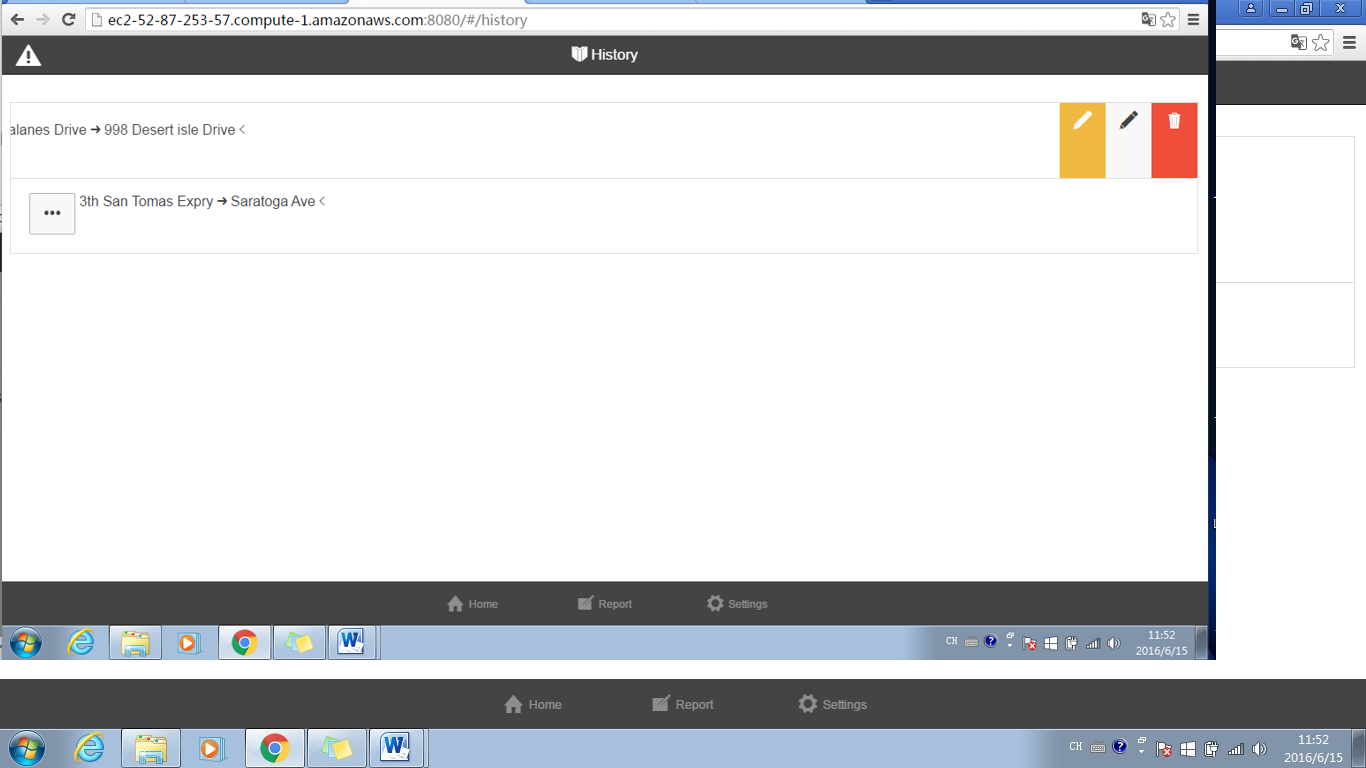 ec2-52-87-253-57.compute-1.amazonaws.com:8080/#/history
History
alanes Drive → 998 Desert isle Drive <
••• 3th San Tomas Expry → Saratoga Ave <
Home Report Settings
CH 11:52
2016/6/15
Home Report Settings
CH 11:52
2016/6/15